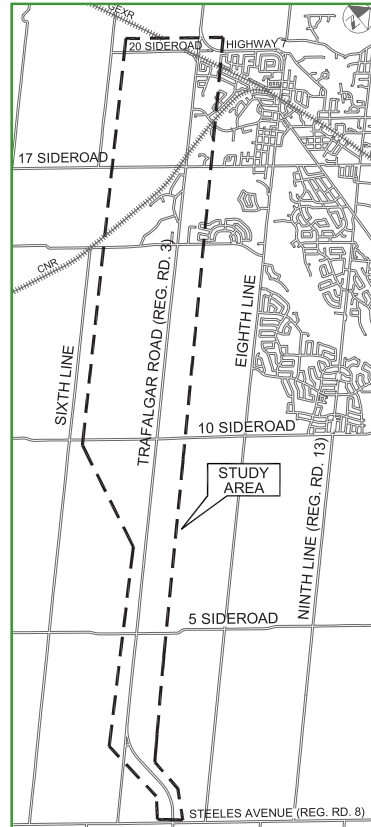 GEXR
20 SIDEROAD
HIGHWAY 7
17 SIDEROAD
CNR
TRAFALGAR ROAD (REG. RD. 3)
EIGHTH LINE
SIXTH LINE
10 SIDEROAD
STUDY
AREA
NINTH LINE (REG. RD. 13)
5 SIDEROAD
STEELES AVENUE (REG. RD. 8)